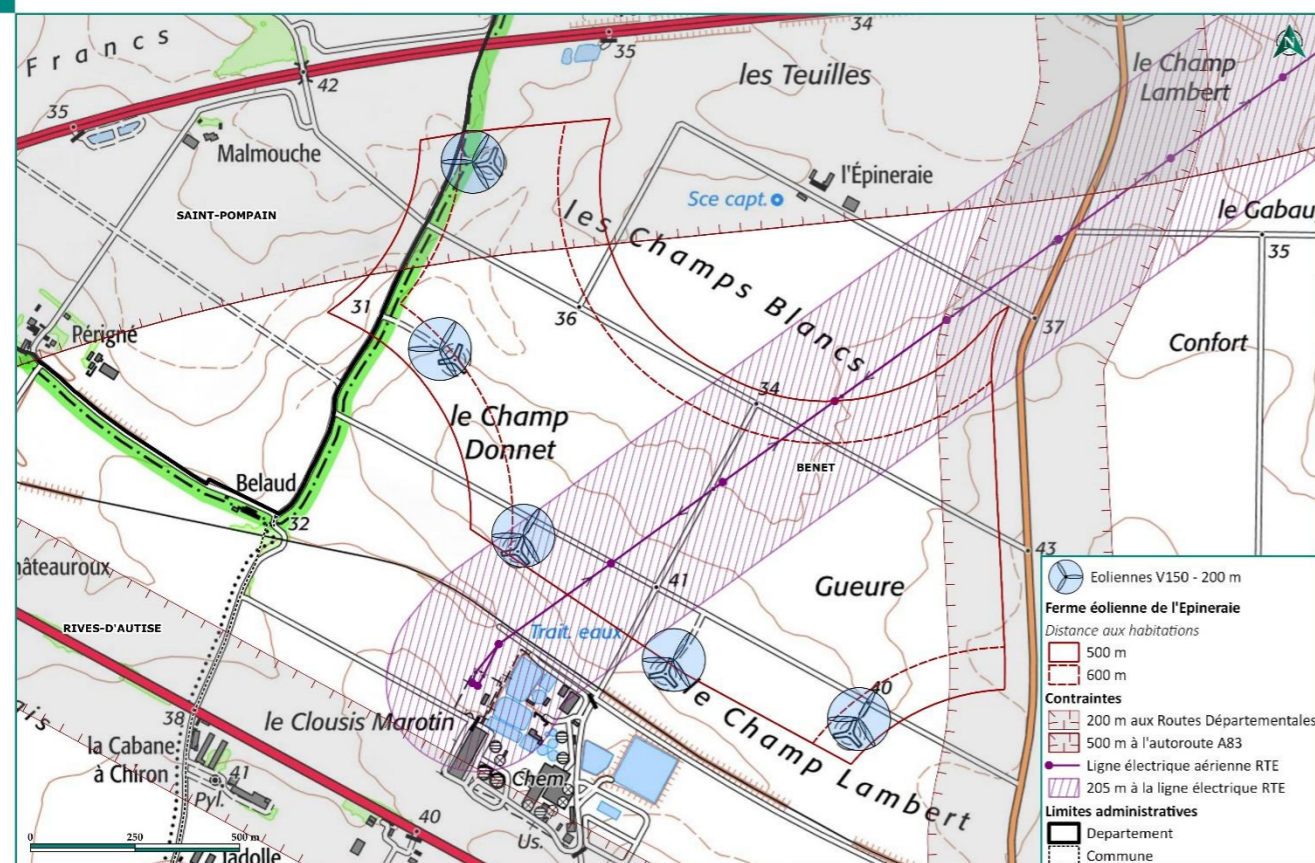 Francs
34
35
N
42
35
les Teuilles
le Champ
Lambert
Malmouche
l'Épineraie
Sce capt.
SAINT-POMPAIN
les Champs Blancs
le Gabau
35
31
36
37
Périgné
Confort
34
le Champ
Donnet
BENET
Belaud
32
43
hâteauroux
41
Gueure
Trait. eaux
RIVES-D'AUTISE
40
38
le Clousis Marotin
le Champ Lambert
la Cabane
à Chiron
41
Pyl.
Chem.
Us.
40
Jadolle
0 250 500 m
Eoliennes V150 - 200 m
Ferme éolienne de l'Epineraie
Distance aux habitations
500 m
600 m
Contraintes
200 m aux Routes Départementales
500 m à l'autoroute A83
Ligne électrique aérienne RTE
205 m à la ligne électrique RTE
Limites administratives
Departement
Commune